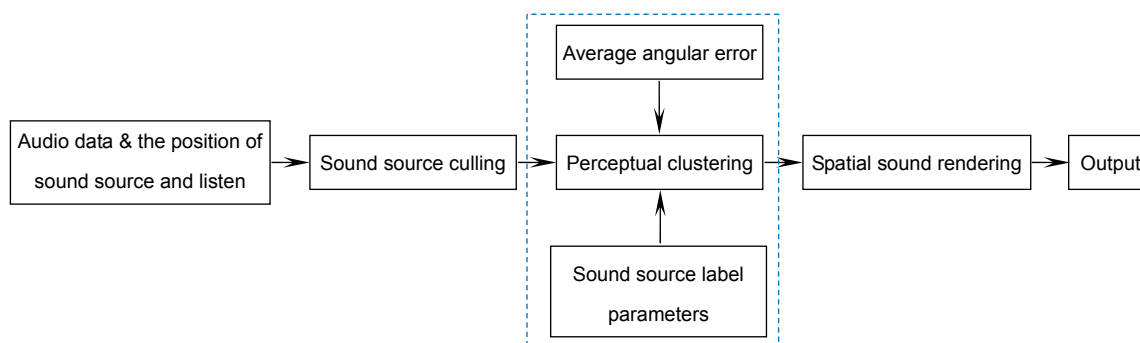 Average angular error
Audio data & the position of
sound source and listen
Sound source culling
Perceptual clustering
Spatial sound rendering
Output
Sound source label
parameters